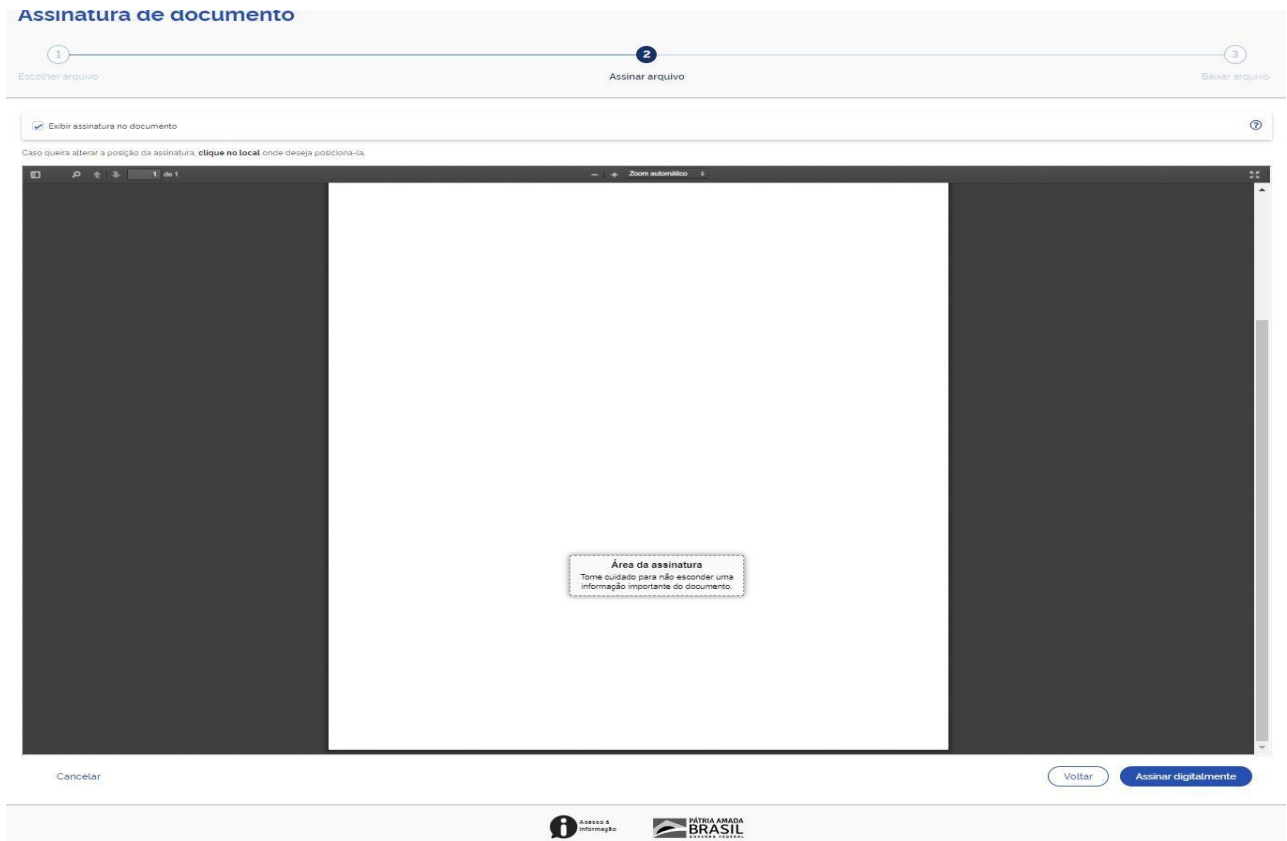 Assinatura de documento
1
2
3
Escolher arquivo
Assinar arquivo
Baixar arquivo
Exibir assinatura no documento
?
Caso queira alterar a posição da assinatura, clique no local onde deseja posicioná-la.
1 de 1
Zoom automático
Área da assinatura
Tome cuidado para não esconder uma
informação importante do documento.
Cancelar
Voltar
Assinar digitalmente
Acesso à
Informação
PÁTRIA AMADA
BRASIL
GOVERNO FEDERAL